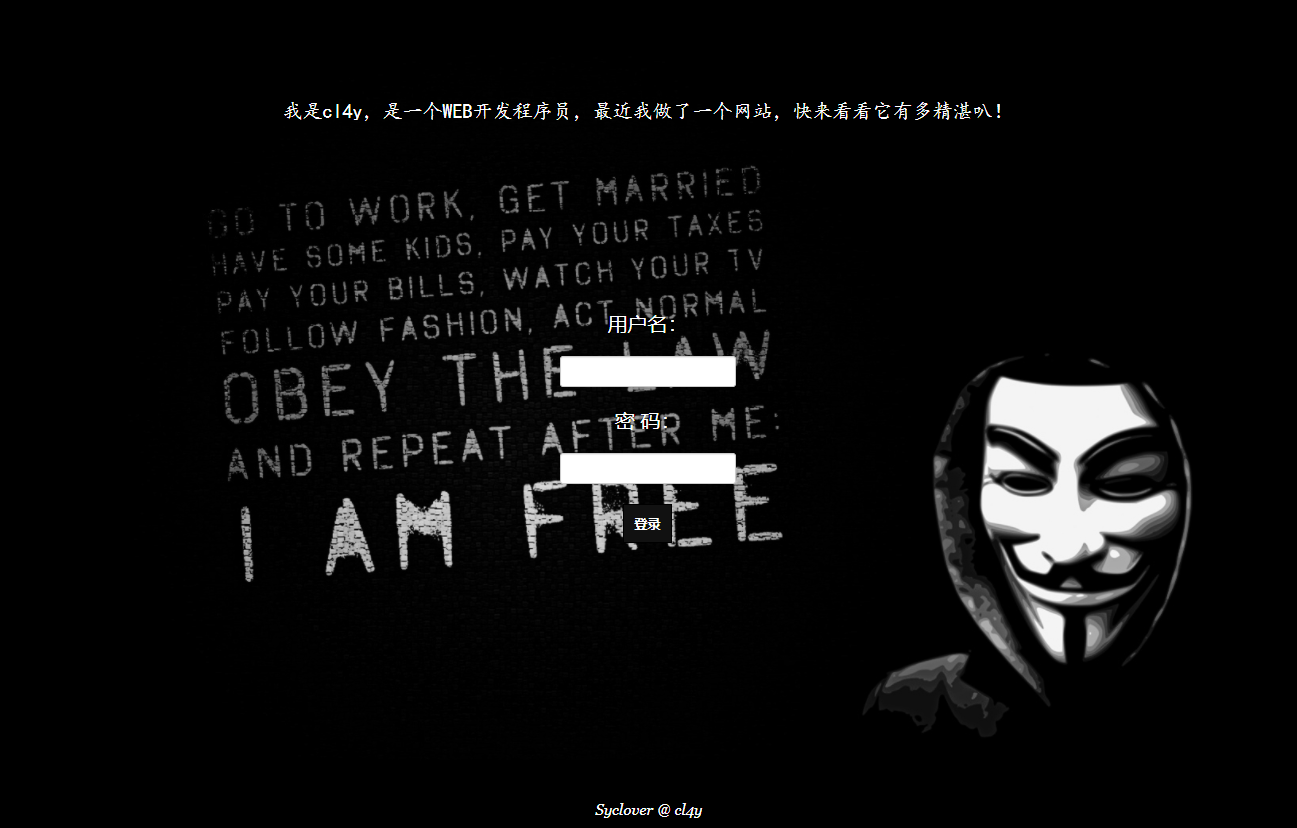 我是cl4y，是一个WEB开发程序员，最近我做了一个网站，快来看看它有多精湛叭！
GO TO WORK, GET MARRIED
HAVE SOME KIDS, PAY YOUR TAXES
PAY YOUR BILLS, WATCH YOUR TV
FOLLOW FASHION, ACT NORMAL
OBEY THE LAW
AND REPEAT AFTER ME:
I AM FREE
用户名：
密 码：
登录
Syclover @ cl4y